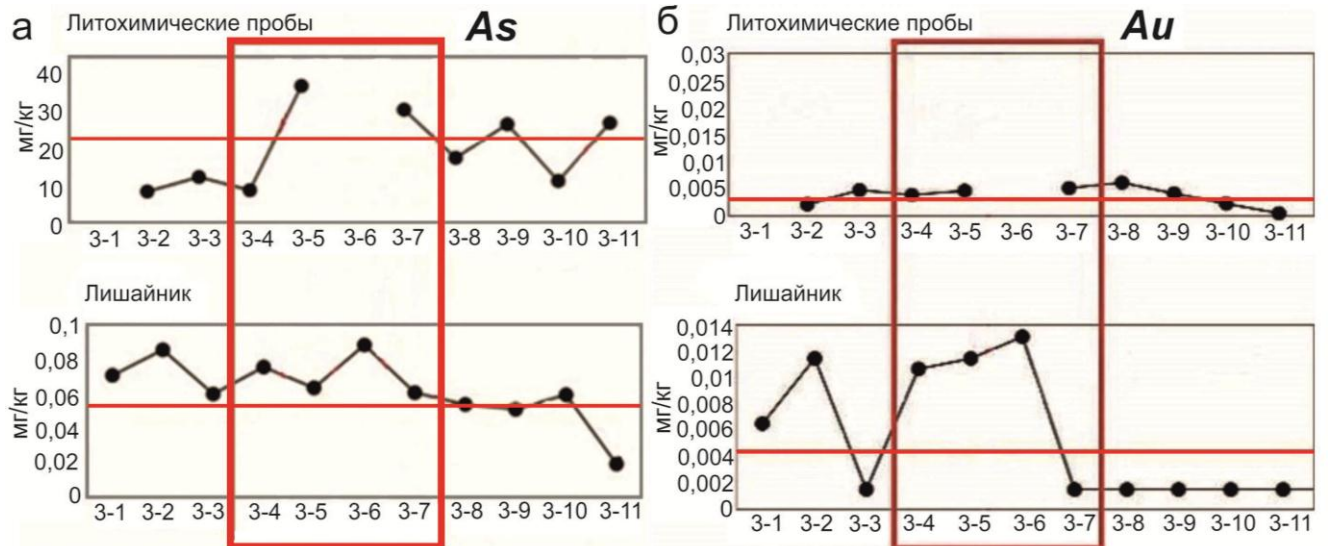 а
Литохимические пробы
As
мг/кг
40
30
20
10
0
3-1 3-2 3-3 3-4 3-5 3-6 3-7 3-8 3-9 3-10 3-11
Лишайник
мг/кг
0,1
0,08
0,06
0,04
0,02
0
3-1 3-2 3-3 3-4 3-5 3-6 3-7 3-8 3-9 3-10 3-11
б
Литохимические пробы
Au
мг/кг
0,03
0,025
0,02
0,015
0,01
0,005
0
3-1 3-2 3-3 3-4 3-5 3-6 3-7 3-8 3-9 3-10 3-11
Лишайник
мг/кг
0,014
0,012
0,01
0,008
0,006
0,004
0,002
0
3-1 3-2 3-3 3-4 3-5 3-6 3-7 3-8 3-9 3-10 3-11